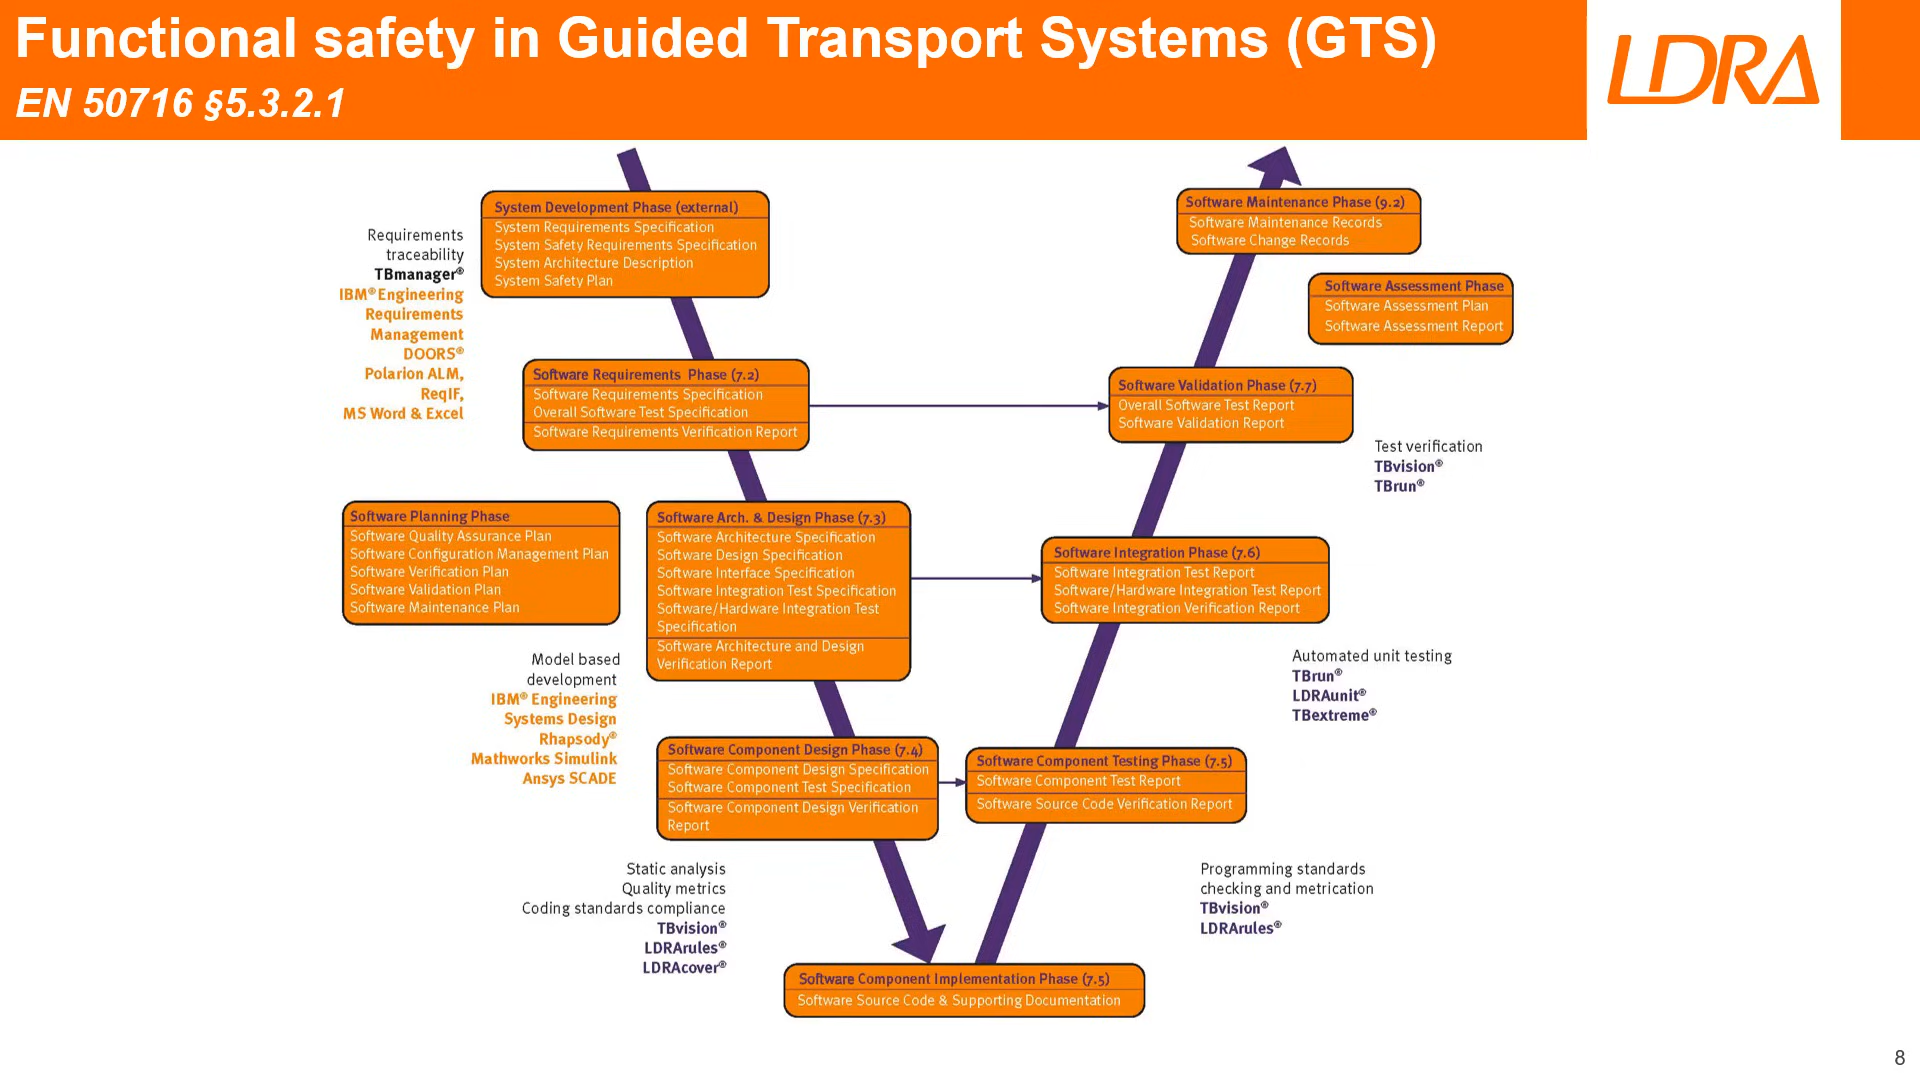 Functional safety in Guided Transport Systems (GTS)
EN 50716 §5.3.2.1
LDRA
System Development Phase (external)
System Requirements Specification
System Safety Requirements Specification
System Architecture Description
System Safety Plan
Requirements
traceability
TBmanager®
IBM® Engineering
Requirements
Management
DOORS®
Polarion ALM,
ReqIF,
MS Word & Excel
Software Requirements Phase (7.2)
Software Requirements Specification
Overall Software Test Specification
Software Requirements Verification Report
Software Planning Phase
Software Quality Assurance Plan
Software Configuration Management Plan
Software Verification Plan
Software Validation Plan
Software Maintenance Plan
Software Arch. & Design Phase (7.3)
Software Architecture Specification
Software Design Specification
Software Interface Specification
Software Integration Test Specification
Software/Hardware Integration Test
Specification
Software Architecture and Design
Verification Report
Model based
development
IBM® Engineering
Systems Design
Rhapsody®
Mathworks Simulink
Ansys SCADE
Software Component Design Phase (7.4)
Software Component Design Specification
Software Component Test Specification
Software Component Design Verification
Report
Static analysis
Quality metrics
Coding standards compliance
TBvision®
LDRArules®
LDRAcover®
Software Component Implementation Phase (7.5)
Software Source Code & Supporting Documentation
Software Maintenance Phase (9.2)
Software Maintenance Records
Software Change Records
Software Assessment Phase
Software Assessment Plan
Software Assessment Report
Software Validation Phase (7.7)
Overall Software Test Report
Software Validation Report
Test verification
TBvision®
TBrun®
Software Integration Phase (7.6)
Software Integration Test Report
Software/Hardware Integration Test Report
Software Integration Verification Report
Automated unit testing
TBrun®
LDRAunit®
TBextreme®
Software Component Testing Phase (7.5)
Software Component Test Report
Software Source Code Verification Report
Programming standards
checking and metrication
TBvision®
LDRArules®
8